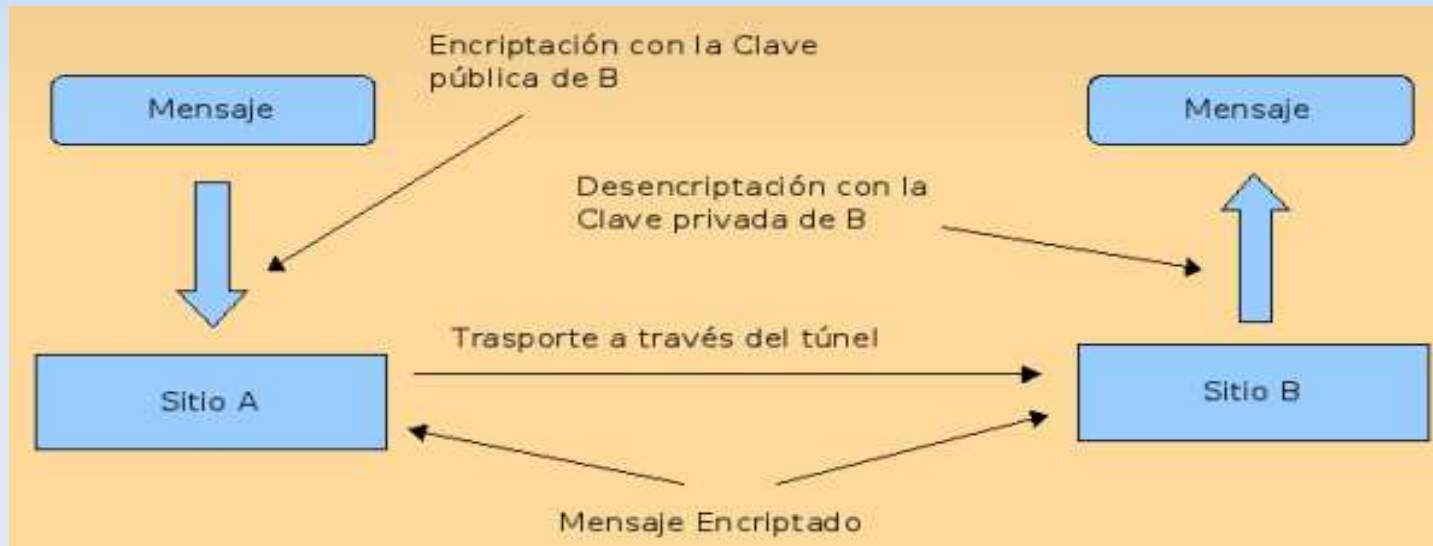 Encriptación con la Clave
pública de B
Mensaje
Mensaje
Desencriptación con la
Clave privada de B
Trasporte a través del túnel
Sitio A
Sitio B
Mensaje Encriptado